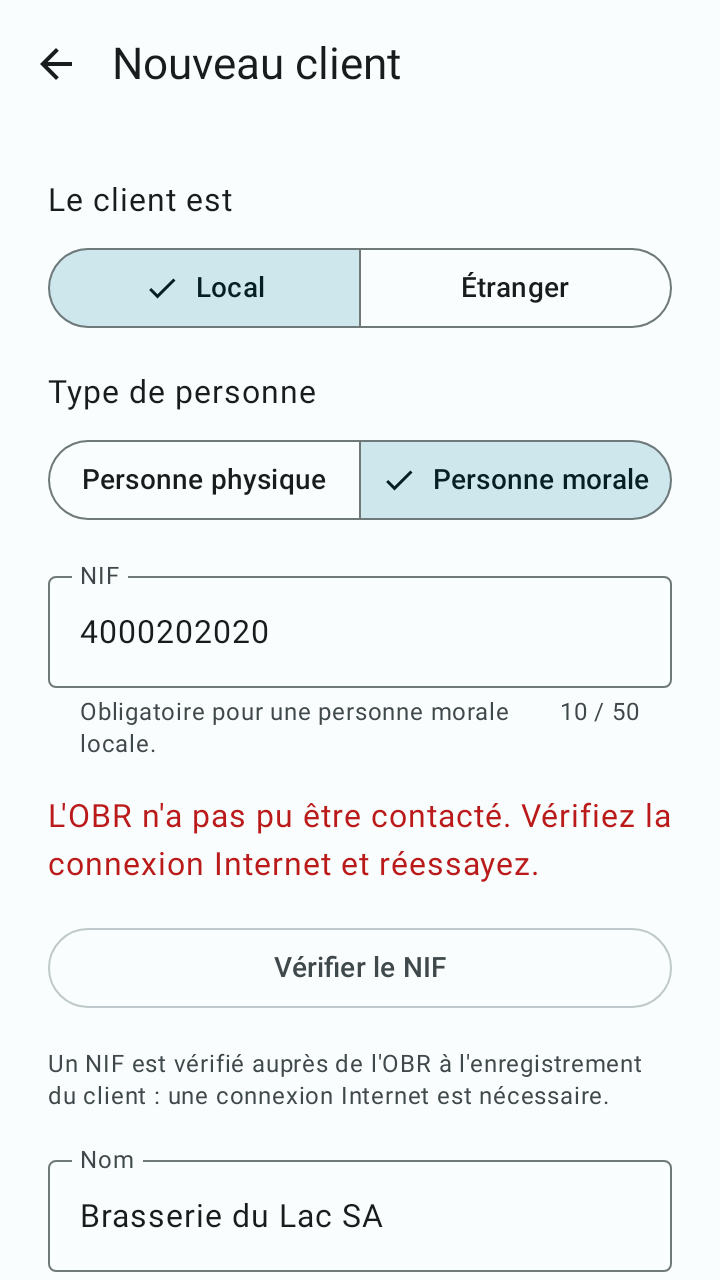 Nouveau client
Le client est
Local
Étranger
Type de personne
Personne physique
Personne morale
NIF
4000202020
Obligatoire pour une personne morale
locale.
10 / 50
L'OBR n'a pas pu être contacté. Vérifiez la
connexion Internet et réessayez.
Vérifier le NIF
Un NIF est vérifié auprès de l'OBR à l'enregistrement
du client : une connexion Internet est nécessaire.
Nom
Brasserie du Lac SA